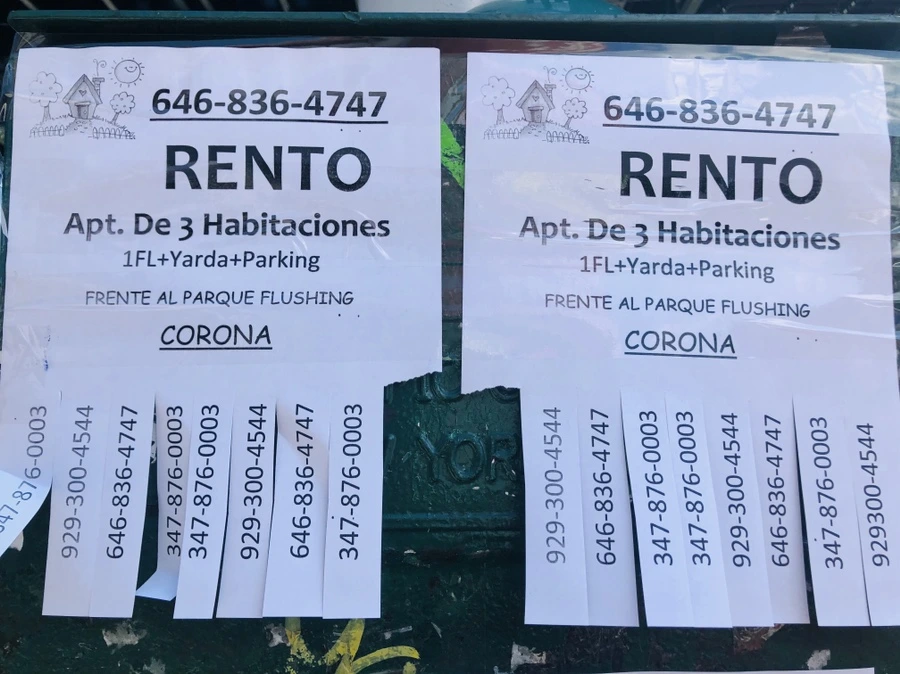 646-836-4747
RENTO
Apt. De 3 Habitaciones
1FL+Yarda+Parking
FRENTE AL PARQUE FLUSHING
CORONA
347-876-0003
929-300-4544
646-836-4747
347-876-0003
347-876-0003
929-300-4544
646-836-4747
347-876-0003
646-836-4747
RENTO
Apt. De 3 Habitaciones
1FL+Yarda+Parking
FRENTE AL PARQUE FLUSHING
CORONA
929-300-4544
646-836-4747
347-876-0003
347-876-0003
929-300-4544
646-836-4747
347-876-0003
929300-4544
YOR